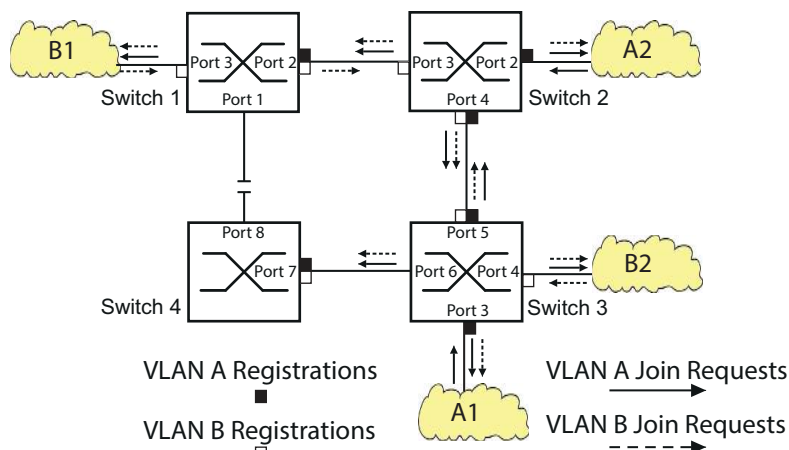 B1
Port 3
Port 2
Port 1
Switch 1
Port 3
Port 2
Port 4
Switch 2
A2
Port 8
Port 7
Switch 4
Port 5
Port 6
Port 4
Port 3
Switch 3
B2
A1
VLAN A Registrations
VLAN B Registrations
VLAN A Join Requests
VLAN B Join Requests